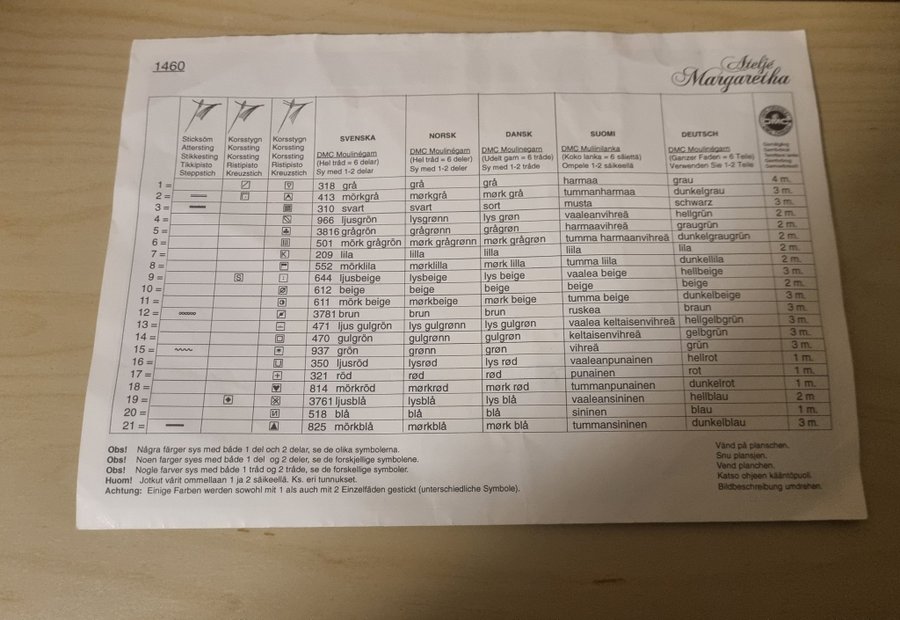 1460
Ateljé
Margaretha
Sticksöm Korsstygn Korsstygn SVENSKA NORSK DANSK SUOMI DEUTSCH DMC
Attersting Korssting Korssting DMC Moulinégarn DMC Moulinégarn DMC Moulinégarn DMC Muliinilanka DMC Moulinégarn
Stikkesting Korssting Korssting (Hel tråd = 6 delar) (Hel tråd = 6 deler) (Udelt garn = 6 tråde) (Koko lanka = 6 säiettä) (Ganzer Faden = 6 Teile)
Tikkipisto Ristipisto Ristipisto Sy med 1-2 delar Sy med 1-2 deler Sy med 1-2 tråde Ompele 1-2 säikeellä Verwenden Sie 1-2 Teile
Steppstich Kreuzstich Kreuzstich
1 = 318 grå grå grå harmaa grau 4 m.
2 = 413 mörkgrå mørkgrå mørk grå tummanharmaa dunkelgrau 3 m.
3 = 310 svart svart sort musta schwarz 3 m.
4 = 966 ljusgrön lysgrønn lys grøn vaaleanvihreä hellgrün 2 m.
5 = 3816 grågrön grågrønn grågrøn harmaavihreä graugrün 2 m.
6 = 501 mörk grågrön mørk grågrønn mørk grågrøn tumma harmaanvihreä dunkelgraugrün 3 m.
7 = 209 lila lilla lilla liila lila 2 m.
8 = 552 mörklila mørklilla mørk lilla tumma liila dunkellila 2 m.
9 = S 644 ljusbeige lysbeige lys beige vaalea beige hellbeige 3 m.
10 = 612 beige beige beige beige beige 2 m.
11 = 611 mörk beige mørkbeige mørk beige tumma beige dunkelbeige 3 m.
12 = 3781 brun brun brun ruskea braun 3 m.
13 = 471 ljus gulgrön lys gulgrønn lys gulgrøn vaalea keltaisenvihreä hellgelbgrün 3 m.
14 = 470 gulgrön gulgrønn gulgrøn keltaisenvihreä gelbgrün 3 m.
15 = 937 grön grønn grøn vihreä grün 3 m.
16 = 350 ljusröd lysrød lys rød vaaleanpunainen hellrot 1 m.
17 = 321 röd rød rød punainen rot 1 m.
18 = 814 mörkröd mørkrød mørk rød tummanpunainen dunkelrot 1 m.
19 = 3761 ljusblå lysblå lys blå vaaleansininen hellblau 2 m
20 = 518 blå blå blå sininen blau 1 m.
21 = 825 mörkblå mørkblå mørk blå tummansininen dunkelblau 3 m.
Obs! Några färger sys med både 1 del och 2 delar, se de olika symbolerna.
Obs! Noen farger syes med både 1 del og 2 deler, se de forskjellige symbolene.
Obs! Nogle farver sys med både 1 tråd og 2 tråde, se de forskellige symboler.
Huom! Jotkut värit ommellaan 1 ja 2 säikeellä. Ks. eri tunnukset.
Achtung: Einige Farben werden sowohl mit 1 als auch mit 2 Einzelfäden gestickt (unterschiedliche Symbole).
Vänd på planschen.
Snu plansjen.
Vend planchen.
Katso ohjeen kääntöpuoli.
Bildbeschreibung umdrehen.